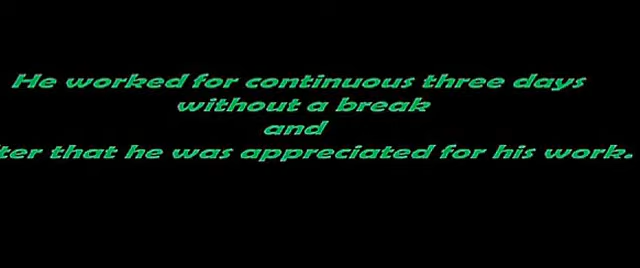 He worked for continuous three days
without a break
and
ter that he was appreciated for his work.